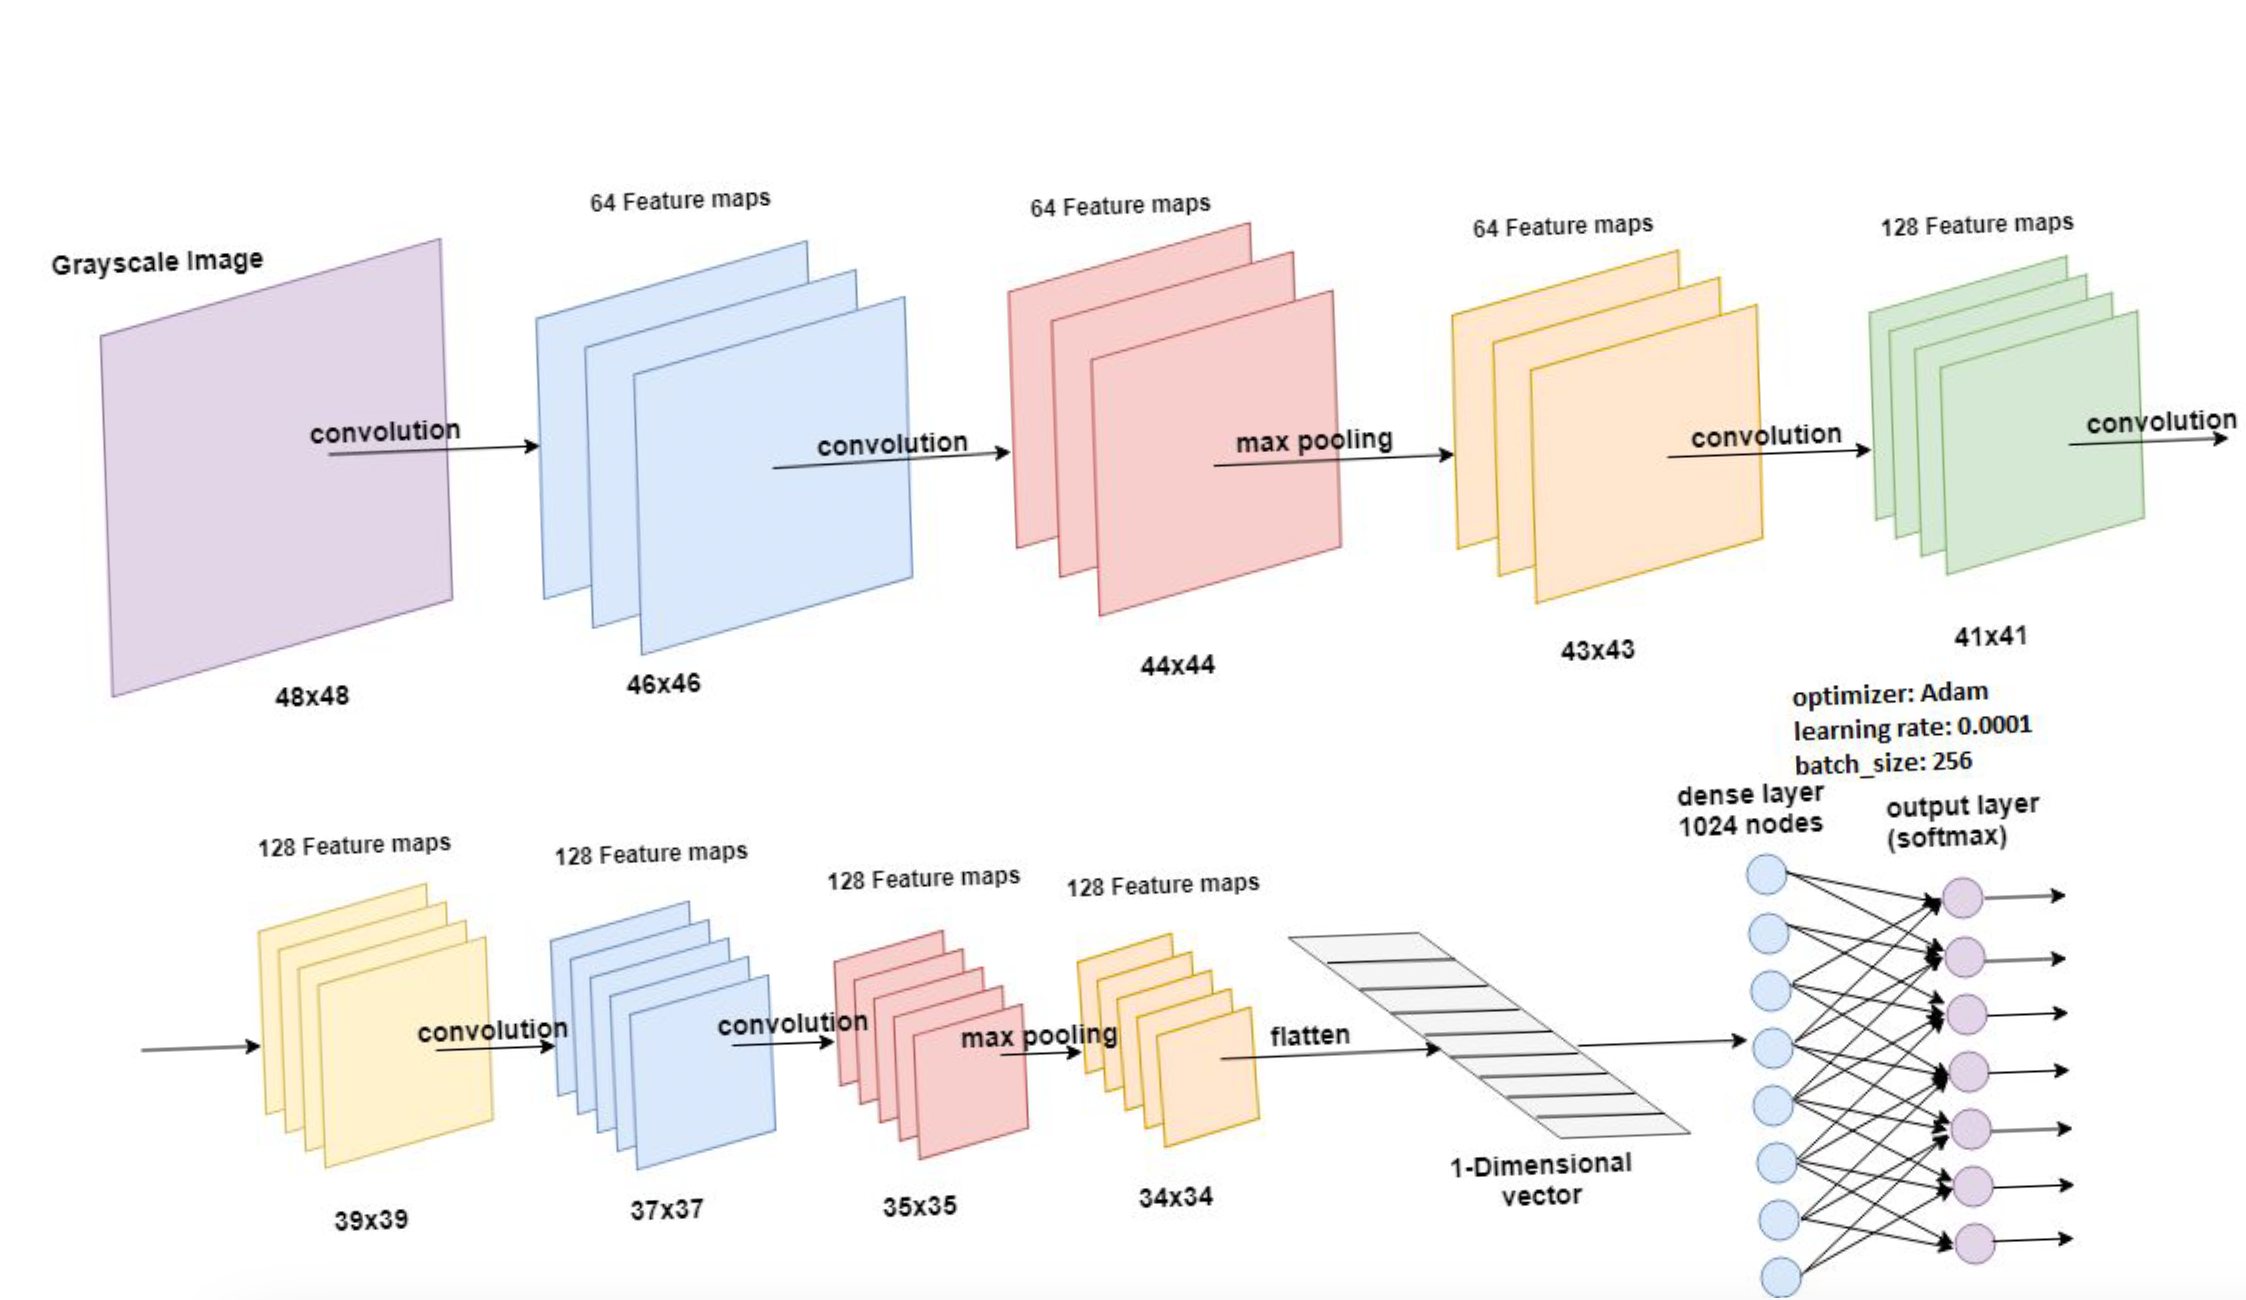 Grayscale Image
64 Feature maps
64 Feature maps
64 Feature maps
128 Feature maps
convolution
convolution
max pooling
convolution
convolution
48x48
46x46
44x44
43x43
41x41
optimizer: Adam
learning rate: 0.0001
batch_size: 256
128 Feature maps
128 Feature maps
128 Feature maps
128 Feature maps
dense layer
1024 nodes
output layer
(softmax)
convolution
convolution
max pooling
flatten
39x39
37x37
35x35
34x34
1-Dimensional
vector